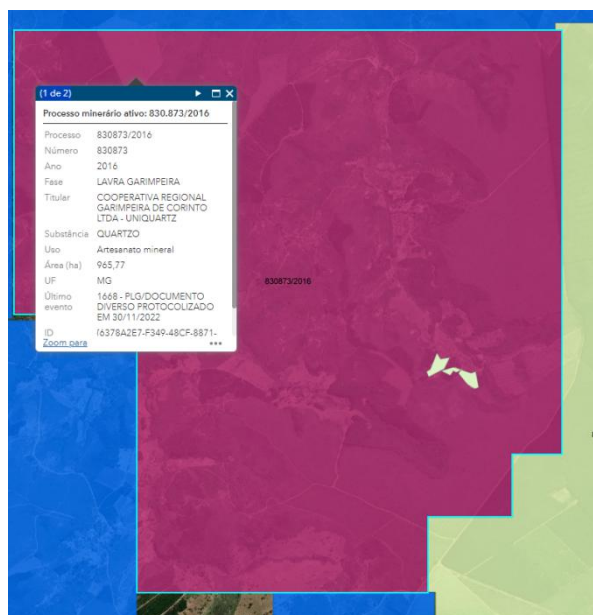 (1 de 2)
Processo minerário ativo: 830.873/2016
Processo 830873/2016
Número 830873
Ano 2016
Fase LAVRA GARIMPEIRA
Titular COOPERATIVA REGIONAL
GARIMPEIRA DE CORINTO
LTDA - UNIQUARTZ
Substância QUARTZO
Uso Artesanato mineral
Área (ha) 965,77
UF MG
Último 1668 - PLG/DOCUMENTO
evento DIVERSO PROTOCOLIZADO
EM 30/11/2022
ID {6378A2E7-F349-48CF-8871-
Zoom para
830873/2016